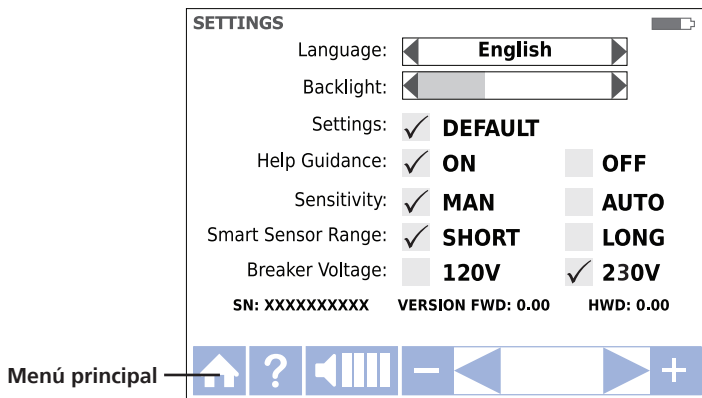 SETTINGS
Language: English
Backlight:
Settings: ✓ DEFAULT
Help Guidance: ✓ ON OFF
Sensitivity: ✓ MAN AUTO
Smart Sensor Range: ✓ SHORT LONG
Breaker Voltage: 120V ✓ 230V
SN: XXXXXXXXXX VERSION FWD: 0.00 HWD: 0.00
Menú principal ? − +